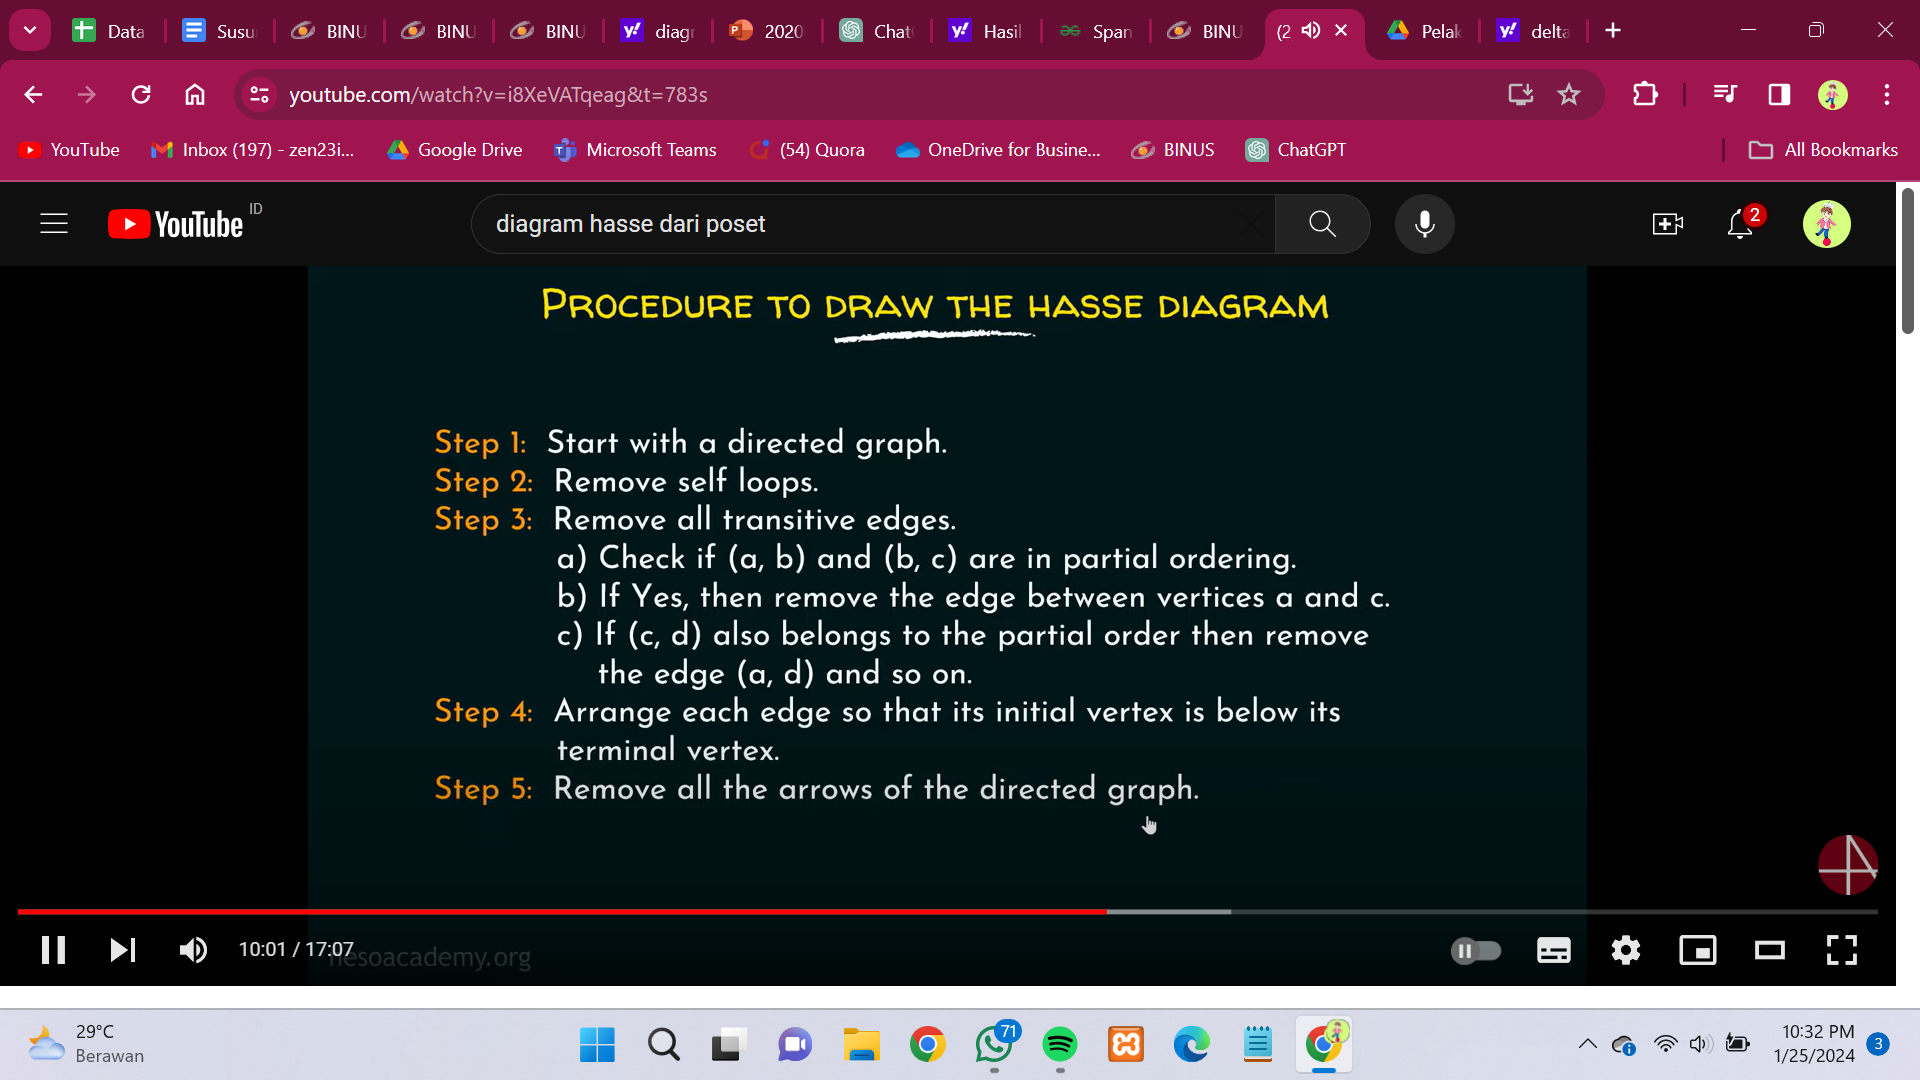 Data
Susu
BINU
BINU
BINU
diagr
2020
Chat
Hasil
Span
BINU
(2
Pelak
delta
youtube.com/watch?v=i8XeVATqeag&t=783s
YouTube
Inbox (197) - zen23i...
Google Drive
Microsoft Teams
(54) Quora
OneDrive for Busine...
BINUS
ChatGPT
All Bookmarks
YouTube ID
diagram hasse dari poset
2
PROCEDURE TO DRAW THE HASSE DIAGRAM
Step 1: Start with a directed graph.
Step 2: Remove self loops.
Step 3: Remove all transitive edges.
a) Check if (a, b) and (b, c) are in partial ordering.
b) If Yes, then remove the edge between vertices a and c.
c) If (c, d) also belongs to the partial order then remove
the edge (a, d) and so on.
Step 4: Arrange each edge so that its initial vertex is below its
terminal vertex.
Step 5: Remove all the arrows of the directed graph.
10:01 / 17:07
nesoacademy.org
29°C
Berawan
71
10:32 PM
1/25/2024
3